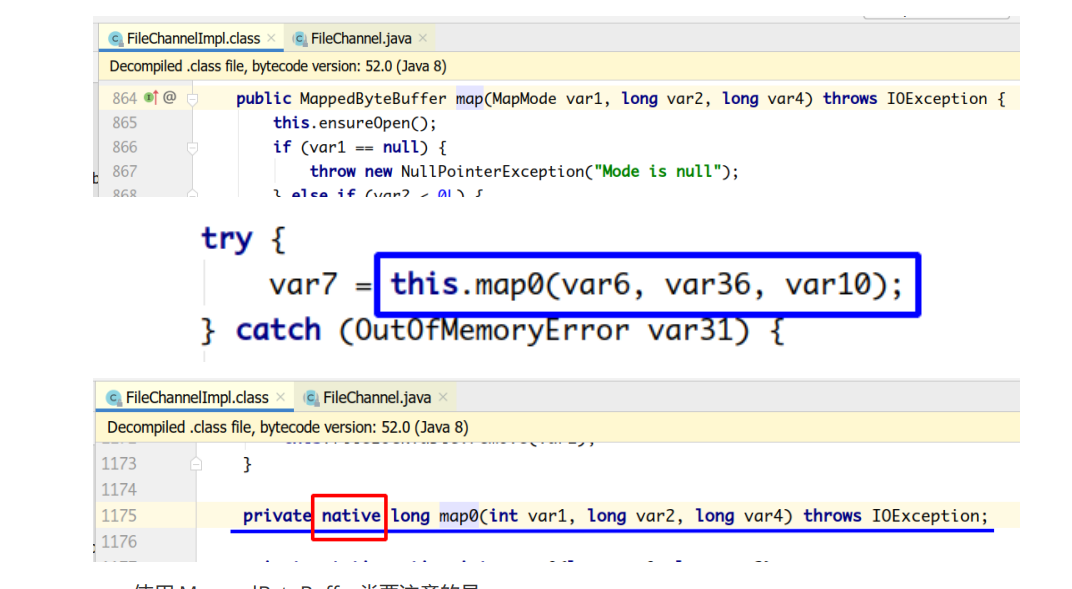 FileChannelImpl.class × FileChannel.java ×
Decompiled .class file, bytecode version: 52.0 (Java 8)
864 @ public MappedByteBuffer map(MapMode var1, long var2, long var4) throws IOException {
865 this.ensureOpen();
866 if (var1 == null) {
867 throw new NullPointerException("Mode is null");
868 } else if (var2 < 0L) {
try {
var7 = this.map0(var6, var36, var10);
} catch (OutOfMemoryError var31) {
FileChannelImpl.class × FileChannel.java ×
Decompiled .class file, bytecode version: 52.0 (Java 8)
1173 }
1174
1175 private native long map0(int var1, long var2, long var4) throws IOException;
1176